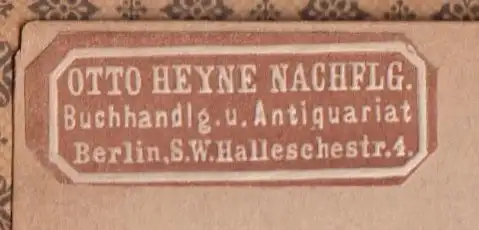 OTTO HEYNE NACHFLG.
Buchhandlg.u.Antiquariat
Berlin,S.W.Halleschestr.4.